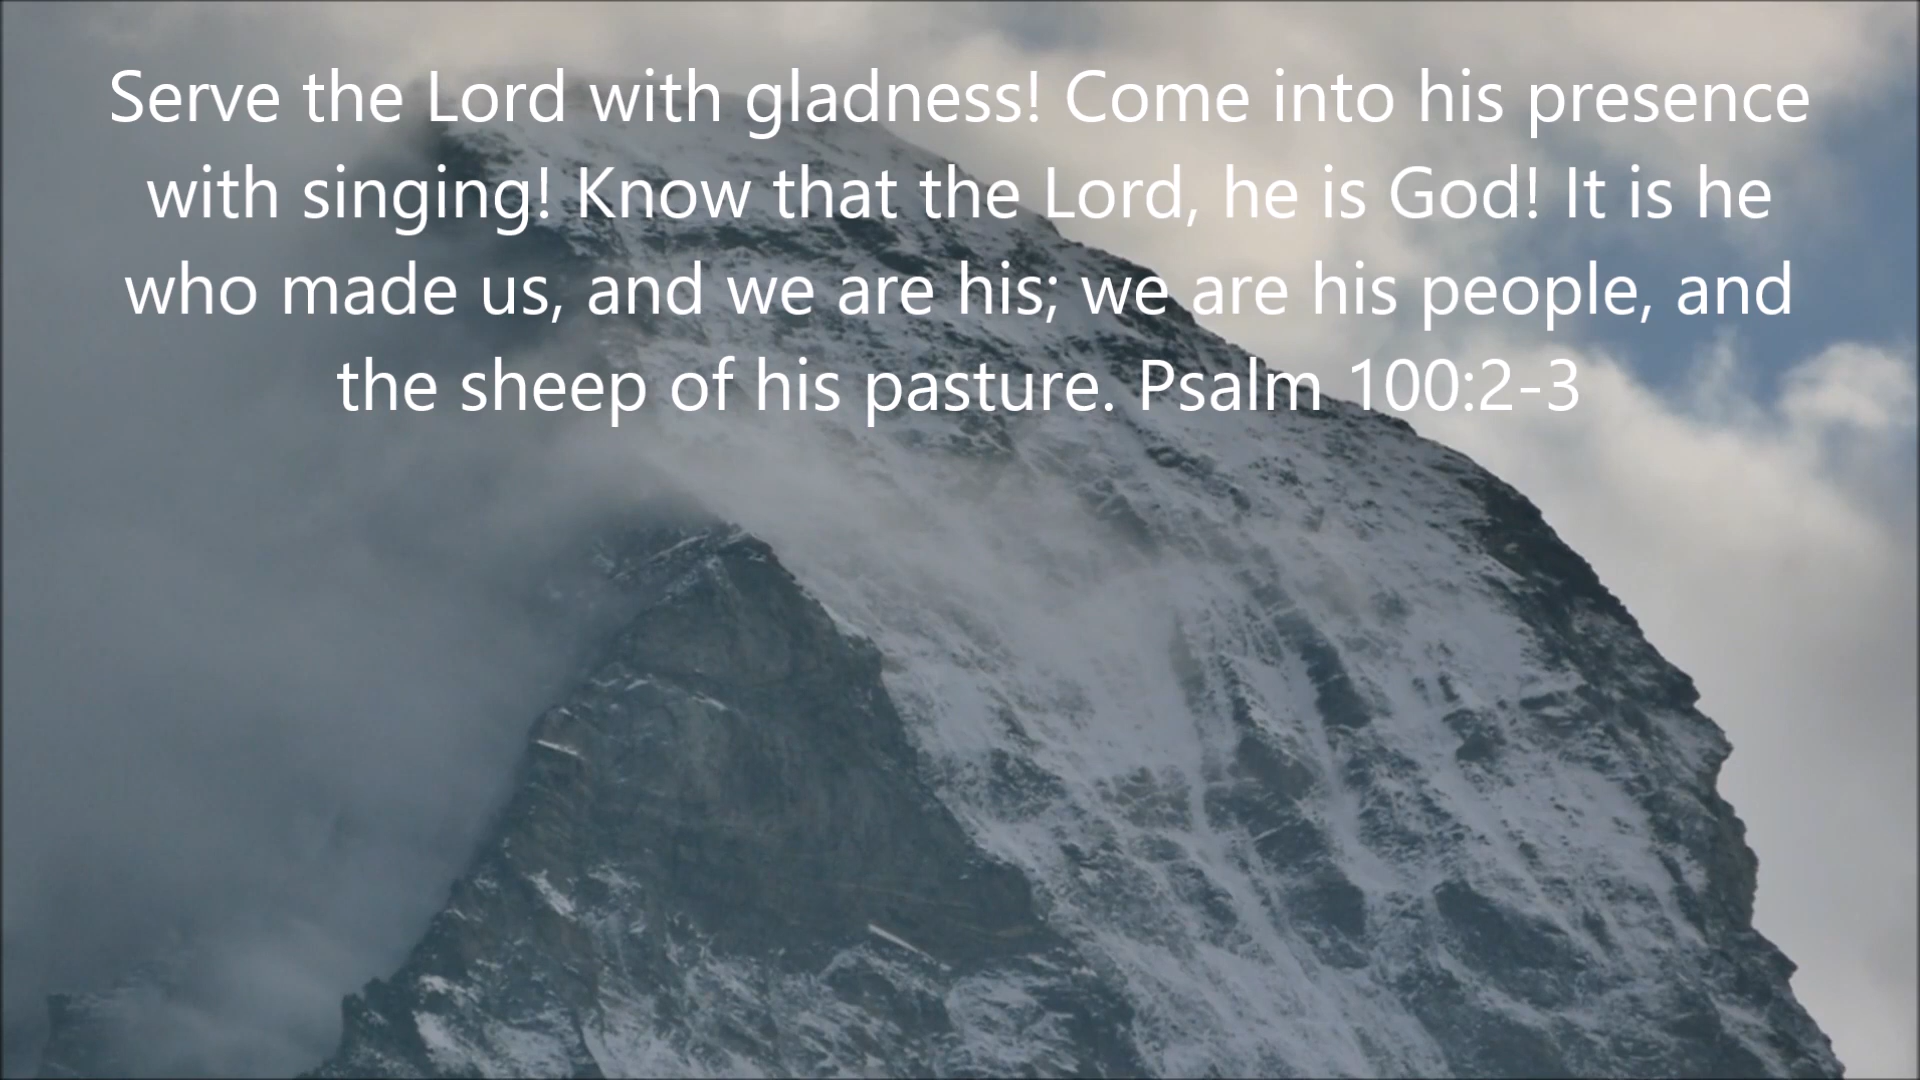 Serve the Lord with gladness! Come into his presence
with singing! Know that the Lord, he is God! It is he
who made us, and we are his; we are his people, and
the sheep of his pasture. Psalm 100:2-3